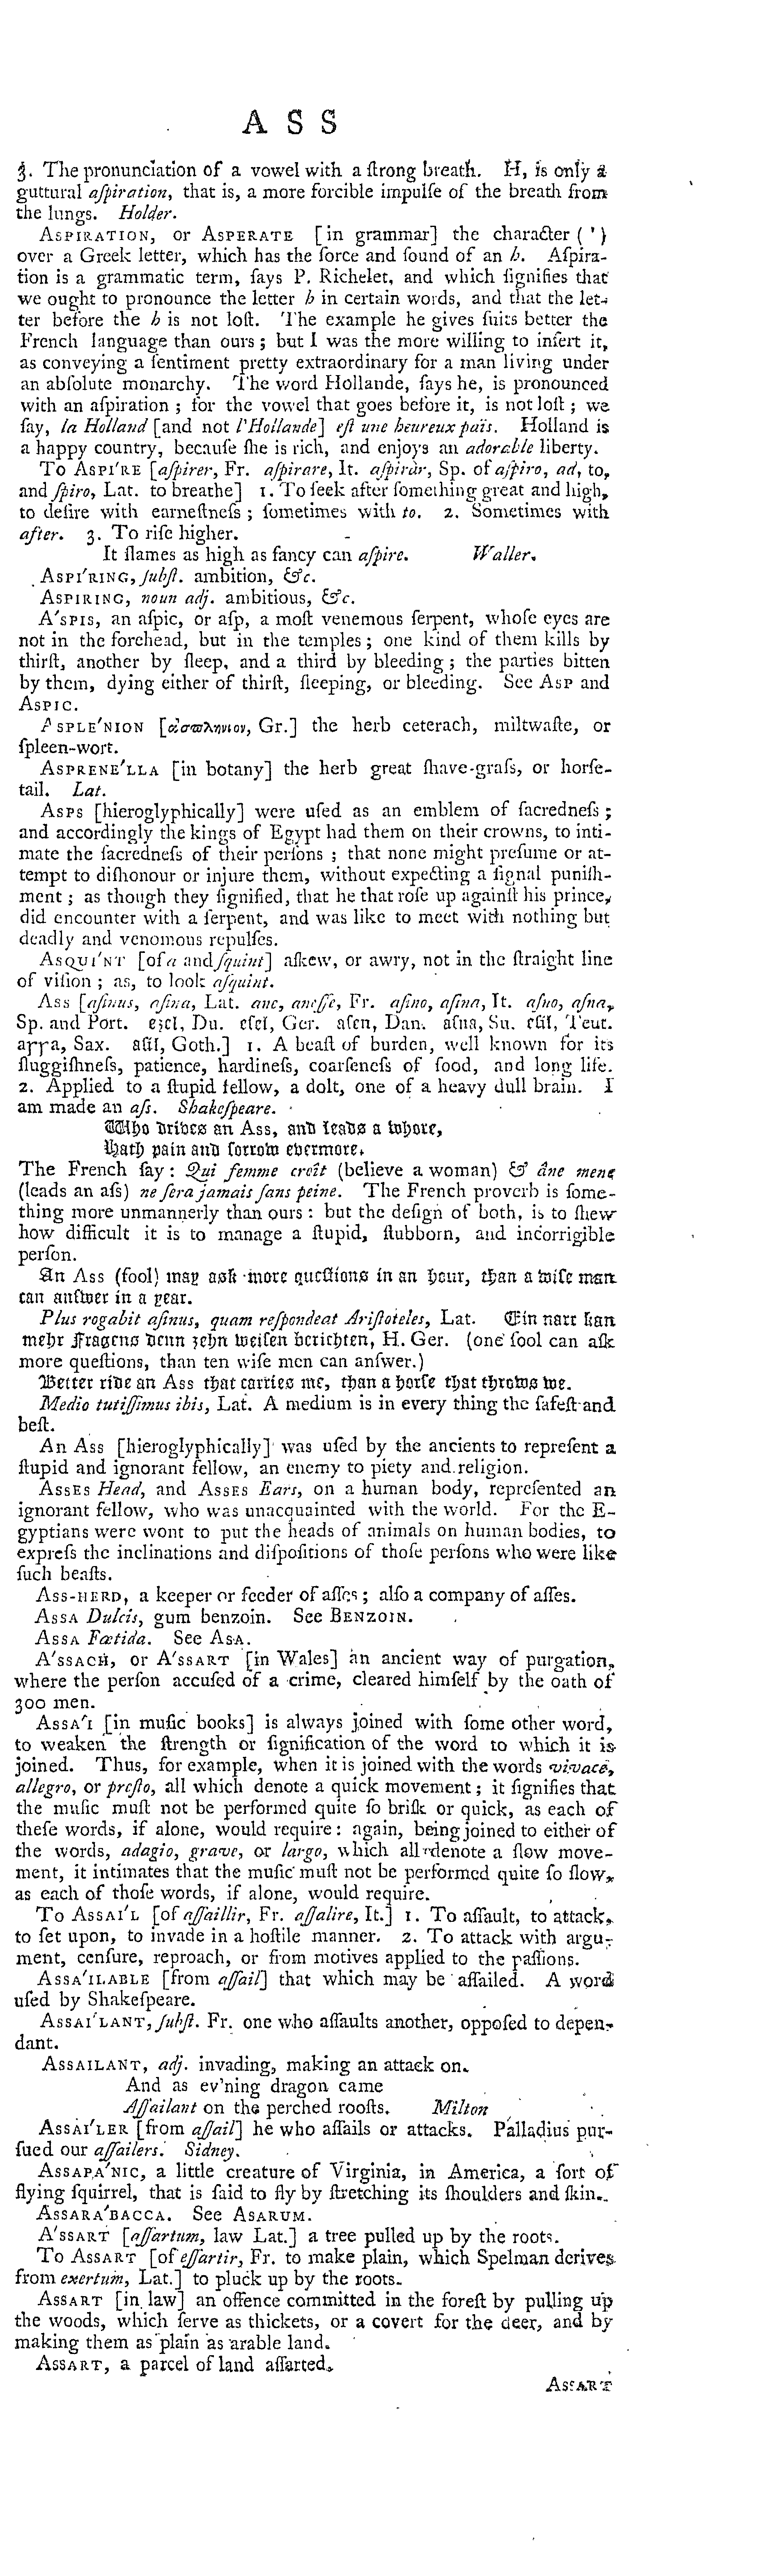 A S S
3. The pronunciation of a vowel with a ſtrong breath. H, is only a
guttural aſpiration, that is, a more forcible impulſe of the breath from
the lungs. Holder.
ASPIRATION, or ASPERATE [in grammar] the character (ʽ)
over a Greek letter, which has the force and ſound of an h. Aſpira-
tion is a grammatic term, ſays P. Richelet, and which ſignifies that
we ought to pronounce the letter h in certain words, and that the let-
ter before the h is not loſt. The example he gives ſuits better the
French language than ours; but I was the more willing to inſert it,
as conveying a ſentiment pretty extraordinary for a man living under
an abſolute monarchy. The word Hollande, ſays he, is pronounced
with an aſpiration; for the vowel that goes before it, is not loſt; we
ſay, la Holland [and not l'Hollande] eſt une heureux païs. Holland is
a happy country, becauſe ſhe is rich, and enjoys an adorable liberty.
To ASPI'RE [aſpirer, Fr. aſpirare, It. aſpiràr, Sp. of aſpiro, ad, to,
and ſpiro, Lat. to breathe] 1. To ſeek after ſomething great and high,
to deſire with earneſtneſs; ſometimes with to. 2. Sometimes with
after. 3. To riſe higher.
It flames as high as fancy can aſpire. Waller.
ASPI'RING, ſubſt. ambition, &c.
ASPIRING, noun adj. ambitious, &c.
A'SPIS, an aſpic, or aſp, a moſt venemous ſerpent, whoſe eyes are
not in the forehead, but in the temples; one kind of them kills by
thirſt, another by ſleep, and a third by bleeding; the parties bitten
by them, dying either of thirſt, ſleeping, or bleeding. See ASP and
ASPIC.
ASPLE'NION [ἀσπληνιον, Gr.] the herb ceterach, miltwaſte, or
ſpleen-wort.
ASPRENE'LLA [in botany] the herb great ſhave-graſs, or horſe-
tail. Lat.
ASPS [hieroglyphically] were uſed as an emblem of ſacredneſs;
and accordingly the kings of Egypt had them on their crowns, to inti-
mate the ſacredneſs of their perſons; that none might preſume or at-
tempt to diſhonour or injure them, without expecting a ſignal puniſh-
ment; as though they ſignified, that he that roſe up againſt his prince,
did encounter with a ſerpent, and was like to meet with nothing but
deadly and venomous repulſes.
ASQUI'NT [of a and ſquint] aſkew, or awry, not in the ſtraight line
of viſion; as, to look aſquint.
ASS [aſinus, aſina, Lat. ane, aneſſe, Fr. aſino, aſina, It. aſno, aſna,
Sp. and Port. ezel, Du. eſel, Ger. aſen, Dan. aſna, Su. eſil, Teut.
aꞅꞅa, Sax. aſil, Goth.] 1. A beaſt of burden, well known for its
ſluggiſhneſs, patience, hardineſs, coarſeneſs of food, and long life.
2. Applied to a ſtupid fellow, a dolt, one of a heavy dull brain. I
am made an aſs. Shakeſpeare.
Who drives an Ass, and leads a whore,
Hath pain and ſorrow evermore.
The French ſay: Qui femme croît (believe a woman) & âne mene
(leads an aſs) ne ſera jamais ſans peine. The French proverb is ſome-
thing more unmannerly than ours: but the deſign of both, is to ſhew
how difficult it is to manage a ſtupid, ſtubborn, and incorrigible
perſon.
An Ass (fool) may ask more queſtions in an hour, than a wiſe man
can anſwer in a year.
Plus rogabit aſinus, quam reſpondeat Ariſtoteles, Lat. Ein narr kan
mehr Fragens denn zehn weiſen berichten, H. Ger. (one fool can aſk
more queſtions, than ten wiſe men can anſwer.)
Better ride an Ass that carries me, than a horſe that throws me.
Medio tutiſſimus ibis, Lat. A medium is in every thing the ſafeſt and
beſt.
An Ass [hieroglyphically] was uſed by the ancients to repreſent a
ſtupid and ignorant fellow, an enemy to piety and religion.
ASSES Head, and ASSES Ears, on a human body, repreſented an
ignorant fellow, who was unacquainted with the world. For the E-
gyptians were wont to put the heads of animals on human bodies, to
expreſs the inclinations and diſpoſitions of thoſe perſons who were like
ſuch beaſts.
ASS-HERD, a keeper or feeder of aſſes; alſo a company of aſſes.
ASSA Dulcis, gum benzoin. See BENZOIN.
ASSA Fœtida. See ASA.
A'SSACH, or A'SSART [in Wales] an ancient way of purgation,
where the perſon accuſed of a crime, cleared himſelf by the oath of
300 men.
ASSA'I [in muſic books] is always joined with ſome other word,
to weaken the ſtrength or ſignification of the word to which it is
joined. Thus, for example, when it is joined with the words vivace,
allegro, or preſto, all which denote a quick movement; it ſignifies that
the muſic muſt not be performed quite ſo briſk or quick, as each of
theſe words, if alone, would require: again, being joined to either of
the words, adagio, grave, or largo, which all denote a ſlow move-
ment, it intimates that the muſic muſt not be performed quite ſo ſlow,
as each of thoſe words, if alone, would require.
To ASSAI'L [of aſſaillir, Fr. aſſalire, It.] 1. To aſſault, to attack,
to ſet upon, to invade in a hoſtile manner. 2. To attack with argu-
ment, cenſure, reproach, or from motives applied to the paſſions.
ASSA'ILABLE [from aſſail] that which may be aſſailed. A word
uſed by Shakeſpeare.
ASSAI'LANT, ſubſt. Fr. one who aſſaults another, oppoſed to depen-
dant.
ASSAILANT, adj. invading, making an attack on.
And as ev'ning dragon came
Aſſailant on the perched rooſts. Milton
ASSAI'LER [from aſſail] he who aſſails or attacks. Palladius pur-
ſued our aſſailers. Sidney.
ASSAPA'NIC, a little creature of Virginia, in America, a ſort of
flying ſquirrel, that is ſaid to fly by ſtretching its ſhoulders and ſkin.
ASSARA'BACCA. See ASARUM.
A'SSART [aſſartum, law Lat.] a tree pulled up by the roots.
To ASSART [of eſſartir, Fr. to make plain, which Spelman derives
from exertum, Lat.] to pluck up by the roots.
ASSART [in law] an offence committed in the foreſt by pulling up
the woods, which ſerve as thickets, or a covert for the deer, and by
making them as plain as arable land.
ASSART, a parcel of land aſſarted.
ASSART